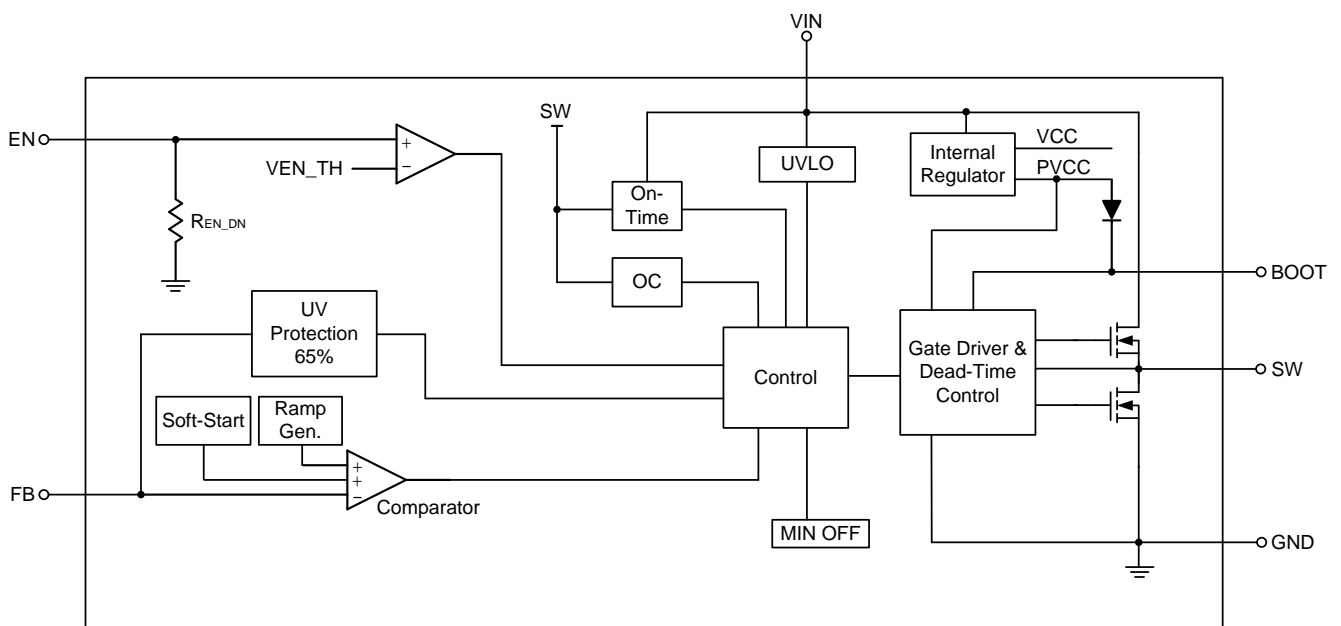 VIN
EN
SW
VEN_TH
+
−
UVLO
Internal
Regulator
VCC
PVCC
On-
Time
REN_DN
OC
BOOT
UV
Protection
65%
Control
Gate Driver &
Dead-Time
Control
SW
Soft-Start
Ramp
Gen.
+
+
−
FB
Comparator
MIN OFF
GND